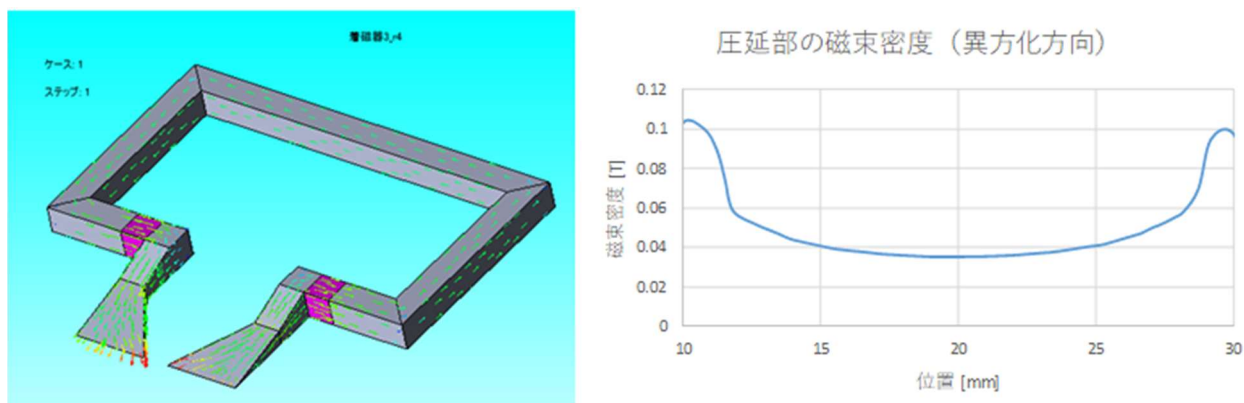 着磁器3_r4
ケース: 1
ステップ: 1
圧延部の磁束密度（異方化方向）
0.12
0.1
0.08
0.06
0.04
0.02
0
磁束密度 [T]
10 15 20 25 30
位置 [mm]